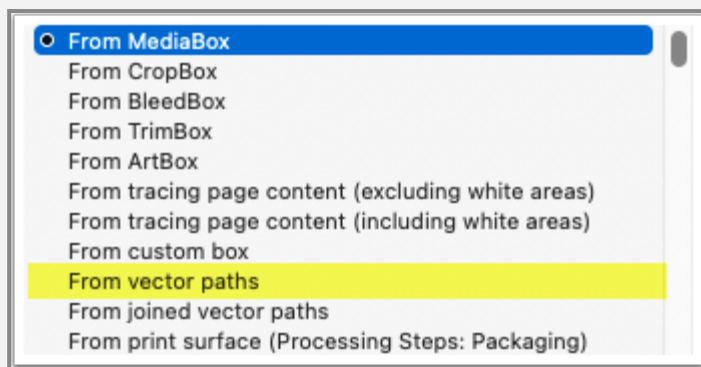 From MediaBox
From CropBox
From BleedBox
From TrimBox
From ArtBox
From tracing page content (excluding white areas)
From tracing page content (including white areas)
From custom box
From vector paths
From joined vector paths
From print surface (Processing Steps: Packaging)